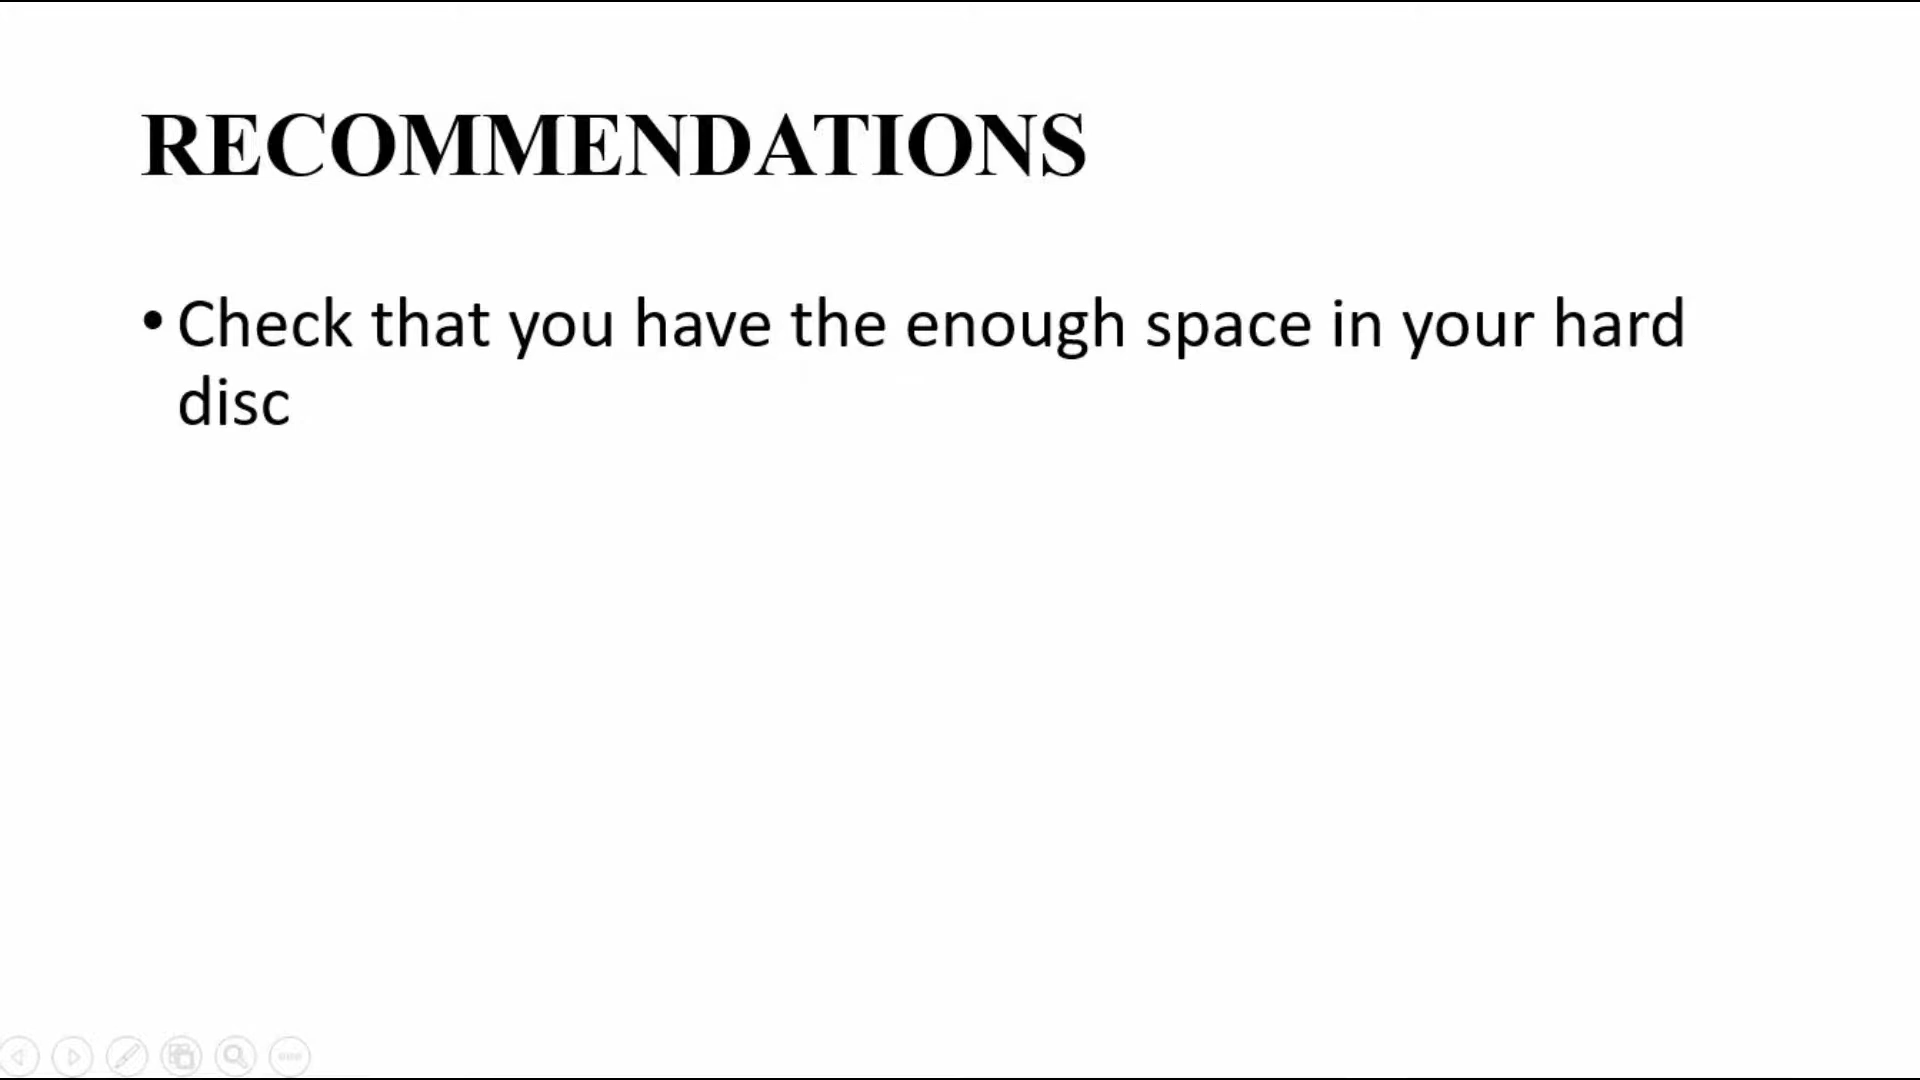 RECOMMENDATIONS
• Check that you have the enough space in your hard
disc